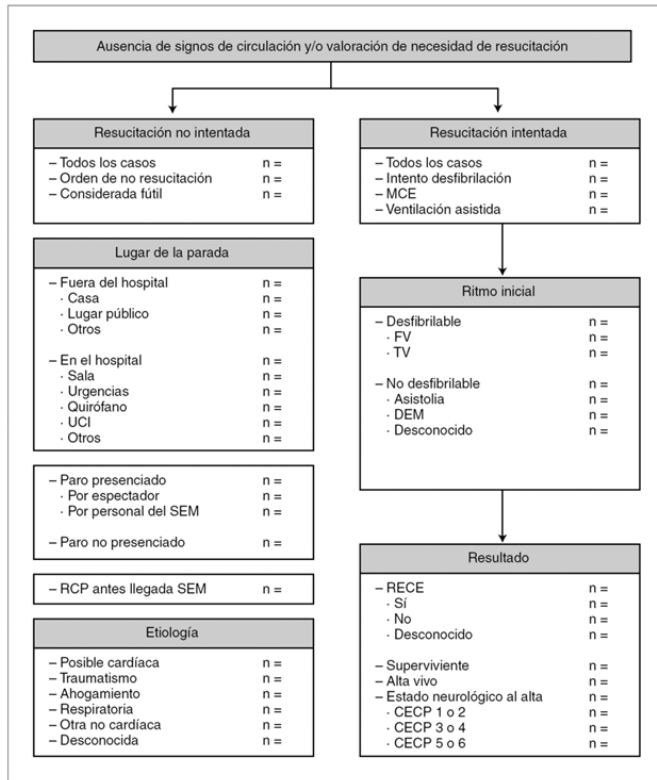 Ausencia de signos de circulación y/o valoración de necesidad de resucitación
Resucitación no intentada
– Todos los casos n =
– Orden de no resucitación n =
– Considerada fútil n =
Lugar de la parada
– Fuera del hospital n =
· Casa n =
· Lugar público n =
· Otros n =
– En el hospital n =
· Sala n =
· Urgencias n =
· Quirófano n =
· UCI n =
· Otros n =
– Paro presenciado n =
· Por espectador n =
· Por personal del SEM n =
– Paro no presenciado n =
– RCP antes llegada SEM n =
Etiología
– Posible cardíaca n =
– Traumatismo n =
– Ahogamiento n =
– Respiratoria n =
– Otra no cardíaca n =
– Desconocida n =
Resucitación intentada
– Todos los casos n =
– Intento desfibrilación n =
– MCE n =
– Ventilación asistida n =
Ritmo inicial
– Desfibrilable n =
· FV n =
· TV n =
– No desfibrilable n =
· Asistolia n =
· DEM n =
· Desconocido n =
Resultado
– RECE n =
· Sí n =
· No n =
· Desconocido n =
– Superviviente n =
– Alta vivo n =
– Estado neurológico al alta n =
· CECP 1 o 2 n =
· CECP 3 o 4 n =
· CECP 5 o 6 n =